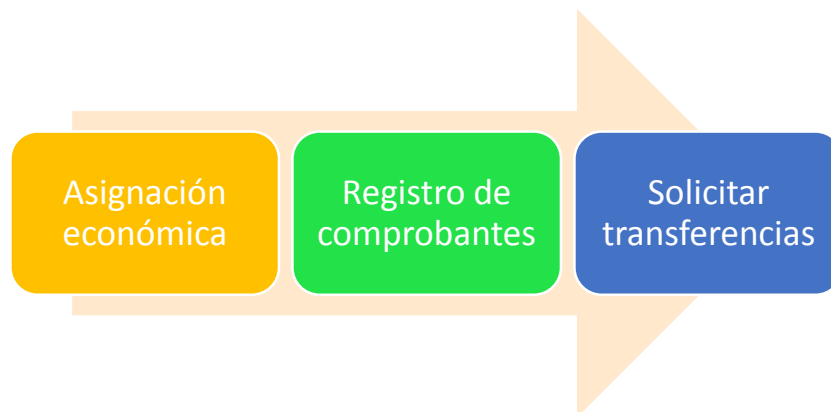 Asignación
económica
Registro de
comprobantes
Solicitar
transferencias